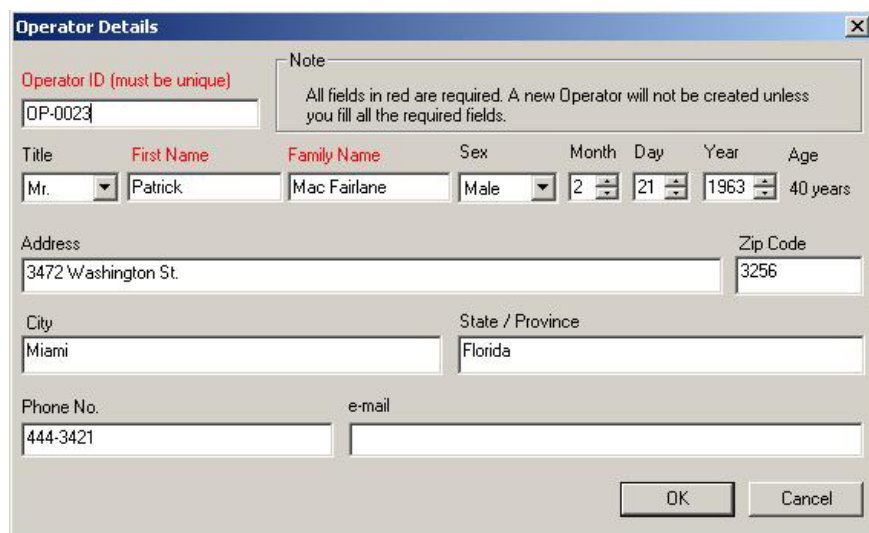 Operator Details
Note
Operator ID (must be unique)
OP-0023
All fields in red are required. A new Operator will not be created unless
you fill all the required fields.
Title First Name Family Name Sex Month Day Year Age
Mr. Patrick Mac Fairlane Male 2 21 1963 40 years
Address Zip Code
3472 Washington St. 3256
City State / Province
Miami Florida
Phone No. e-mail
444-3421
OK Cancel